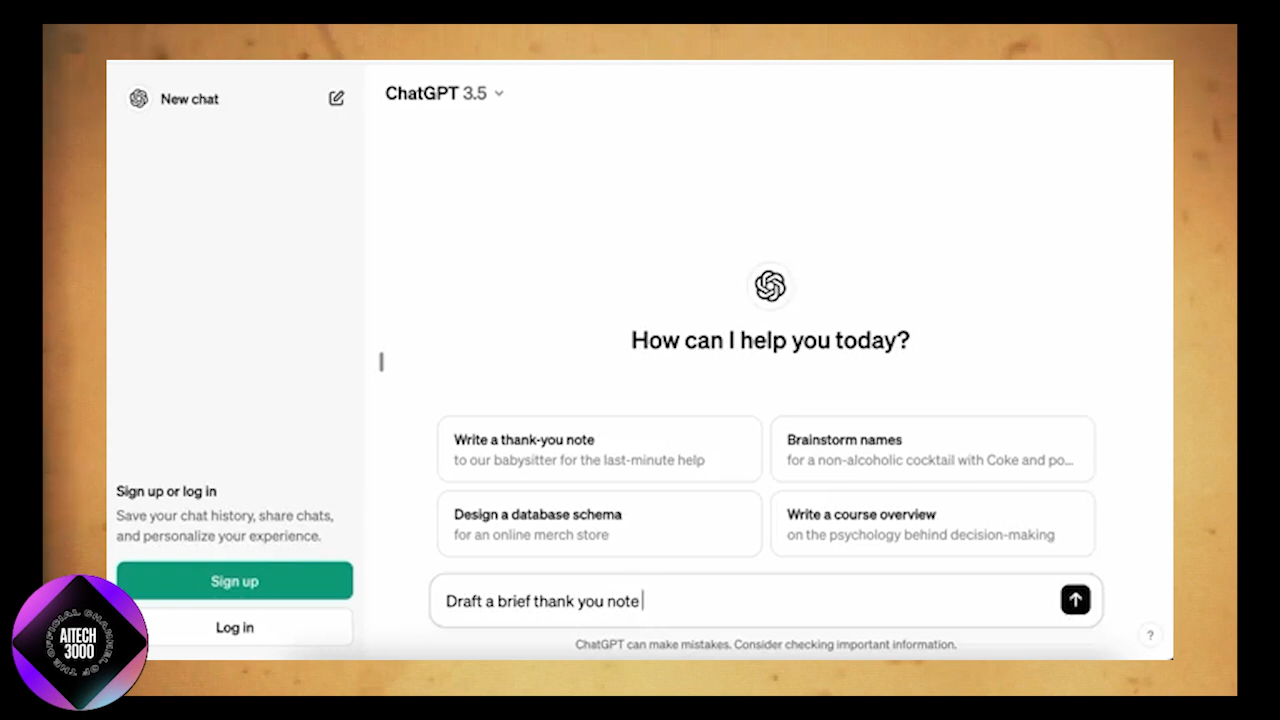 New chat
ChatGPT 3.5
How can I help you today?
Write a thank-you note
to our babysitter for the last-minute help
Brainstorm names
for a non-alcoholic cocktail with Coke and po...
Design a database schema
for an online merch store
Write a course overview
on the psychology behind decision-making
Sign up or log in
Save your chat history, share chats,
and personalize your experience.
Sign up
Log in
Draft a brief thank you note
ChatGPT can make mistakes. Consider checking important information.
?
OFFICIAL CHANNEL OF THE
AITECH
3000